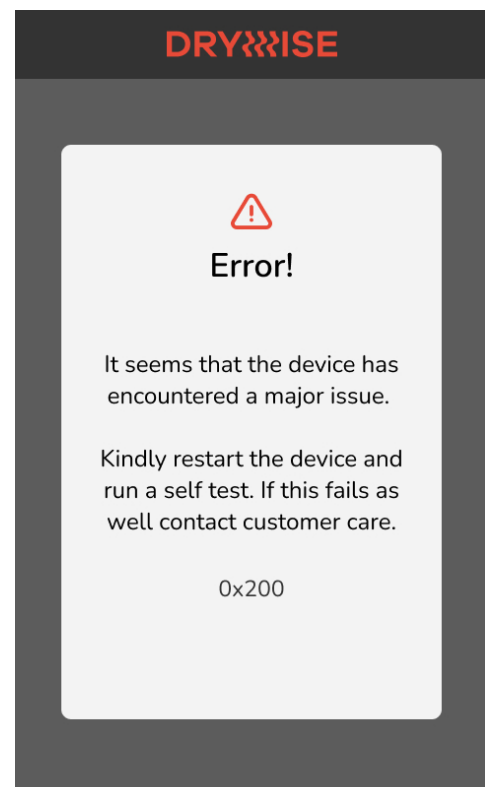 DRYWISE
Error!
It seems that the device has
encountered a major issue.
Kindly restart the device and
run a self test. If this fails as
well contact customer care.
0x200